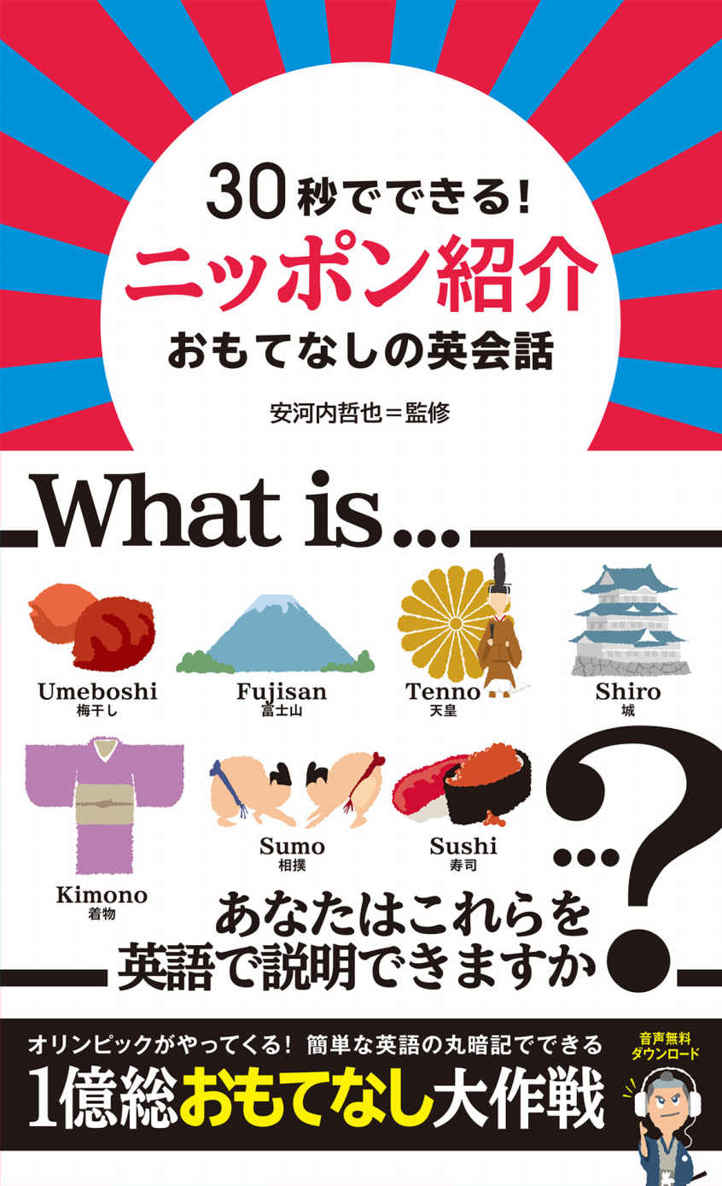 30秒でできる!
ニッポン紹介
おもてなしの英会話
安河内哲也=監修
What is...
Umeboshi
梅干し
Fujisan
富士山
Tenno
天皇
Shiro
城
Kimono
着物
Sumo
相撲
Sushi
寿司
...?
あなたはこれらを
英語で説明できますか
オリンピックがやってくる! 簡単な英語の丸暗記でできる
1億総おもてなし大作戦
音声無料
ダウンロード